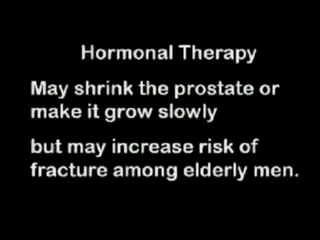 Hormonal Therapy
May shrink the prostate or
make it grow slowly
but may increase risk of
fracture among elderly men.